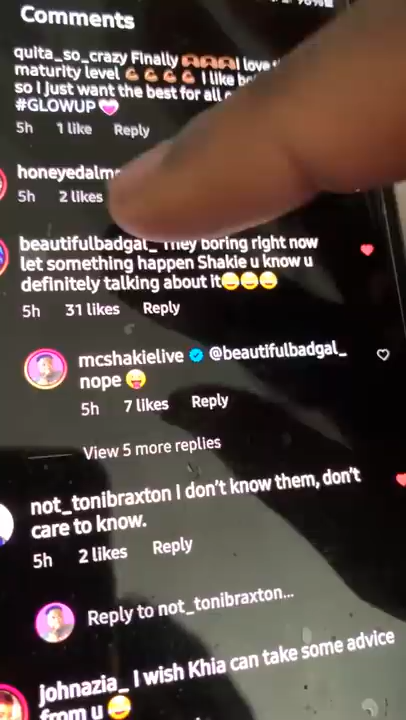 Comments
quita_so_crazy Finally 🙈🙈🙈I love
maturity level 💪💪💪💪 I like
so I just want the best for all
#GLOWUP 💖
5h 1 like Reply
5h 2 likes
beautifulbadgal_ They boring right now
let something happen Shakie u know u
definitely talking about it😂😂😂
31 likes Reply
5h
mcshakielive @beautifulbadgal_
nope 😜
5h 7 likes Reply
View 5 more replies
not_tonibraxton I don't know them, don't
care to know.
5h 2 likes Reply
Reply to not_tonibraxton...
johnazia_ I wish Khia can take some advice
from u 😂